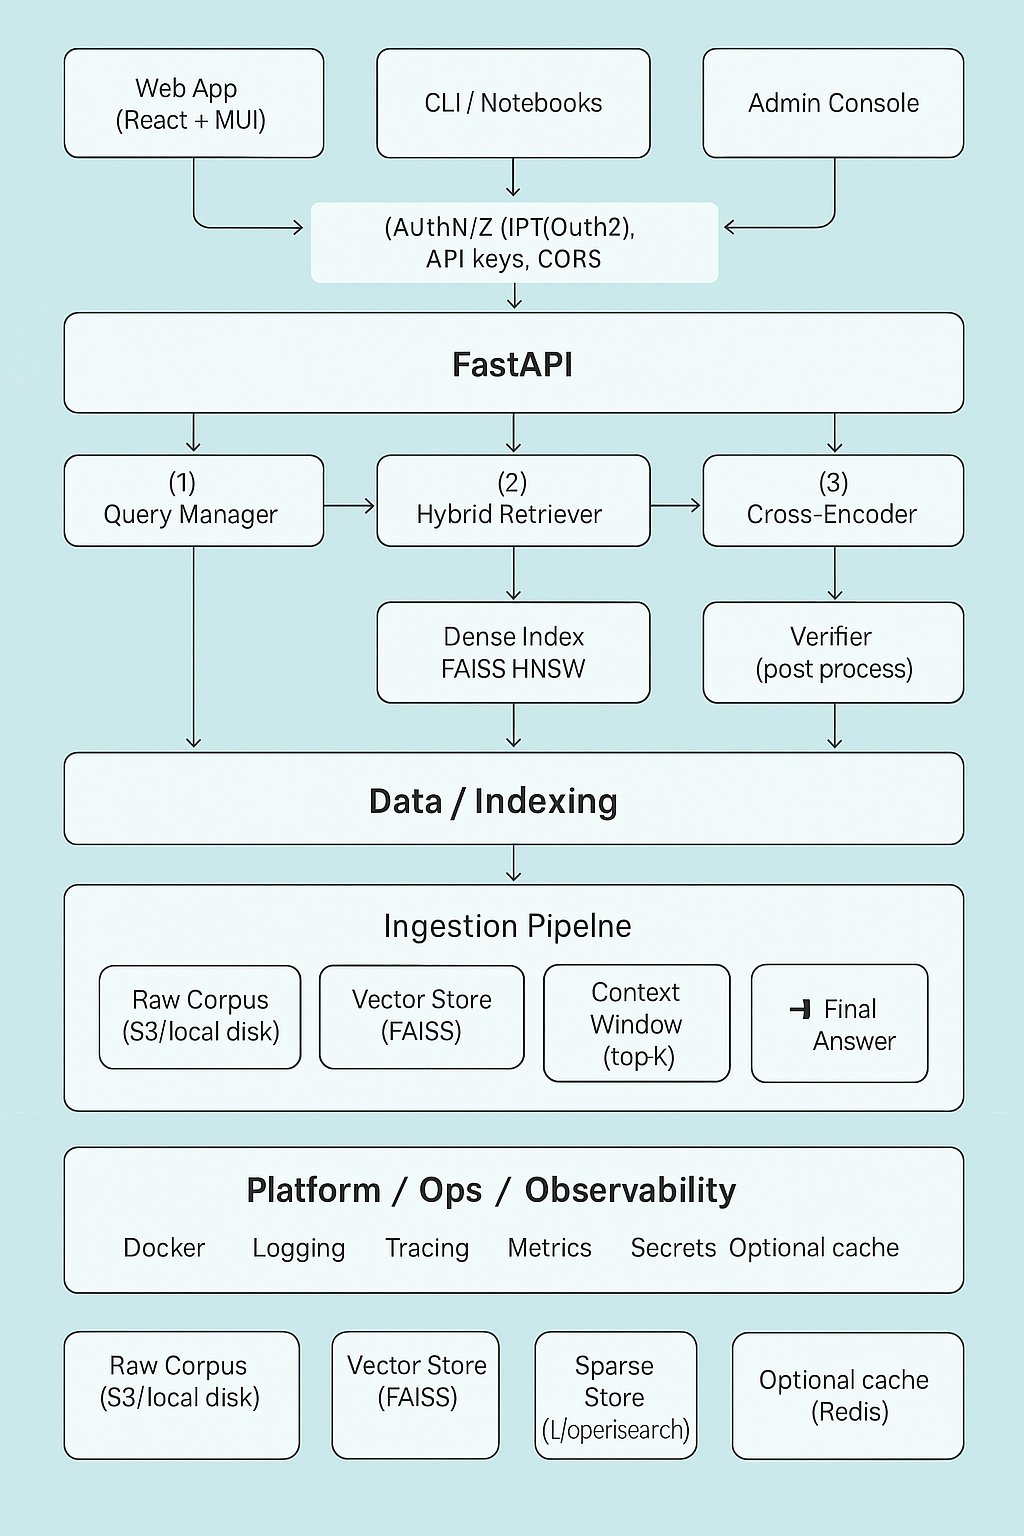 Web App
(React + MUI)
CLI / Notebooks
Admin Console
(AUthN/Z (IPT(Outh2),
API keys, CORS
FastAPI
(1)
Query Manager
(2)
Hybrid Retriever
(3)
Cross-Encoder
Dense Index
FAISS HNSW
Verifier
(post process)
Data / Indexing
Ingestion Pipelne
Raw Corpus
(S3/local disk)
Vector Store
(FAISS)
Context
Window
(top-k)
Final
Answer
Platform / Ops / Observability
Docker Logging Tracing Metrics Secrets Optional cache
Raw Corpus
(S3/local disk)
Vector Store
(FAISS)
Sparse
Store
(L/operisearch)
Optional cache
(Redis)